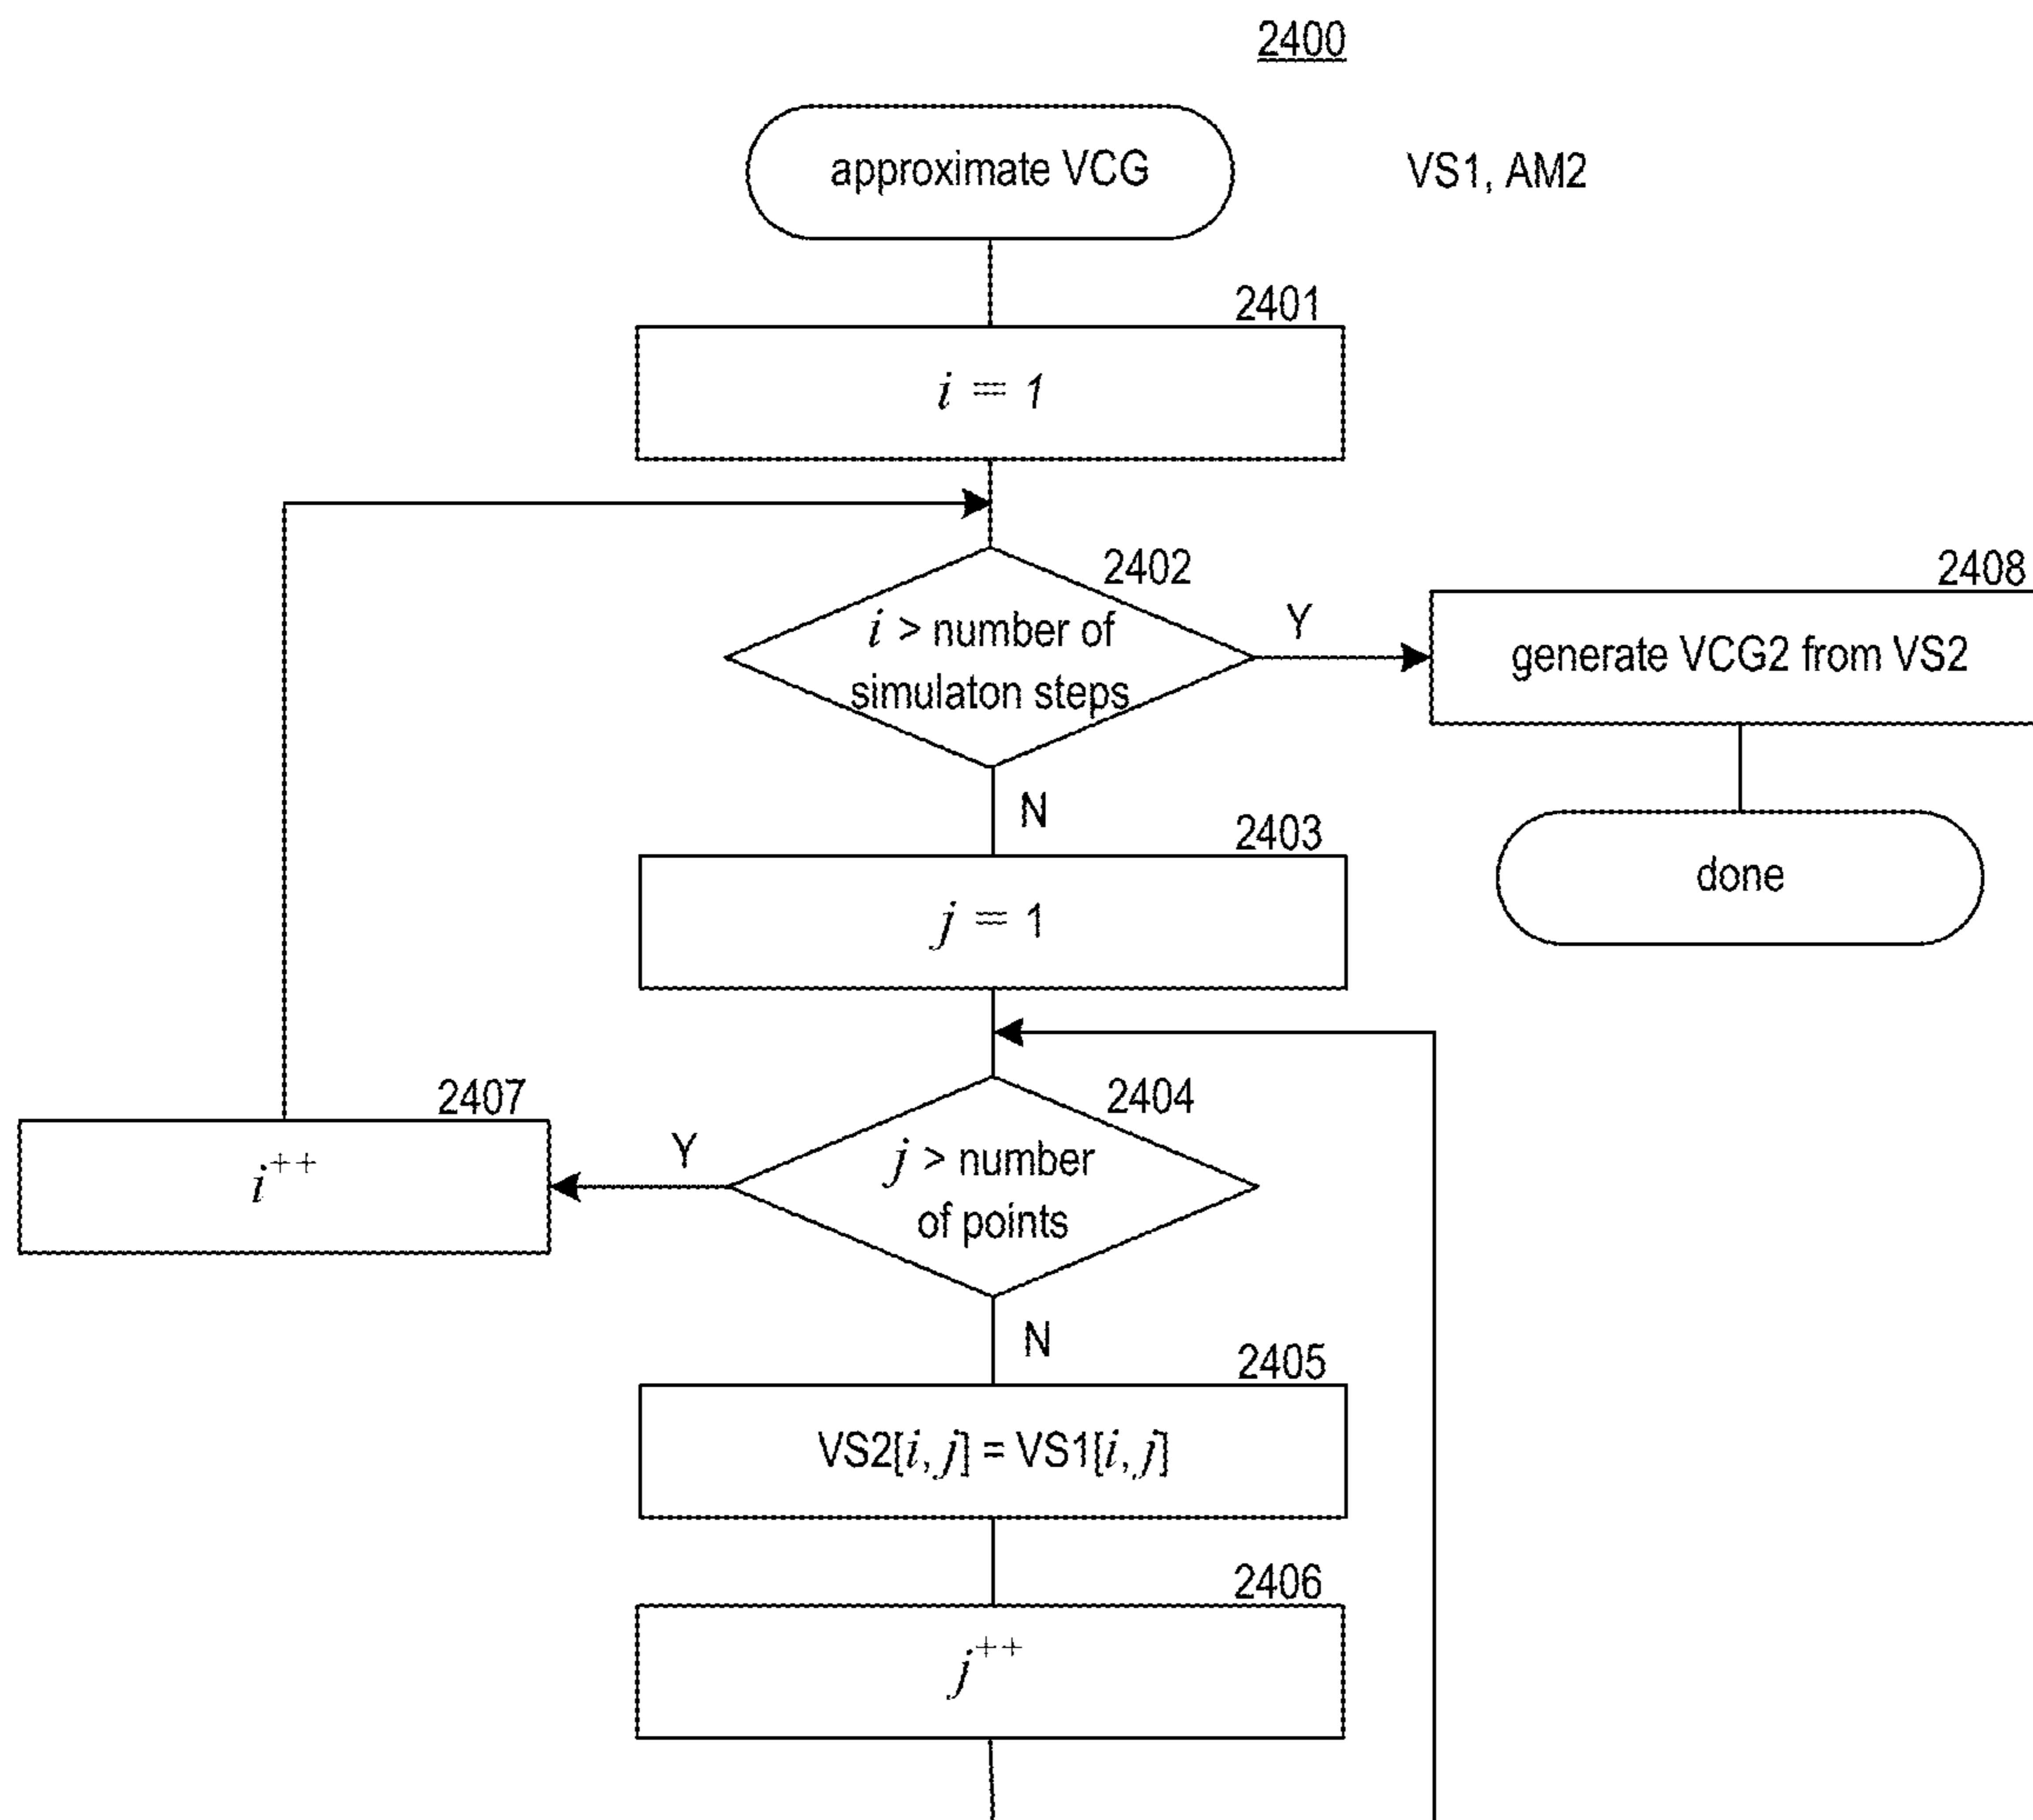 2400
approximate VCG
VS1, AM2
2401
i = 1
2402
i > number of
simulaton steps
Y
2408
generate VCG2 from VS2
N
2403
done
j = 1
2407
i++
2404
Y
j > number
of points
N
2405
VS2[i, j] = VS1[i, j]
2406
j++